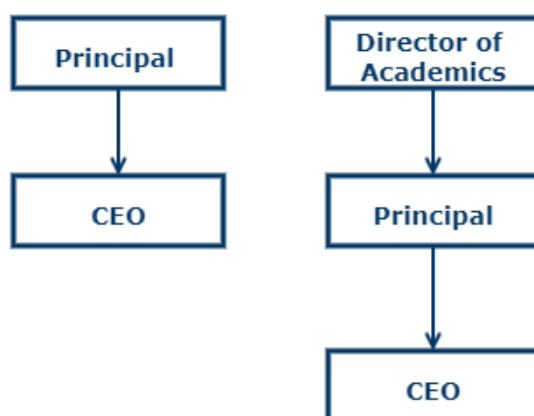 Principal
CEO
Director of
Academics
Principal
CEO